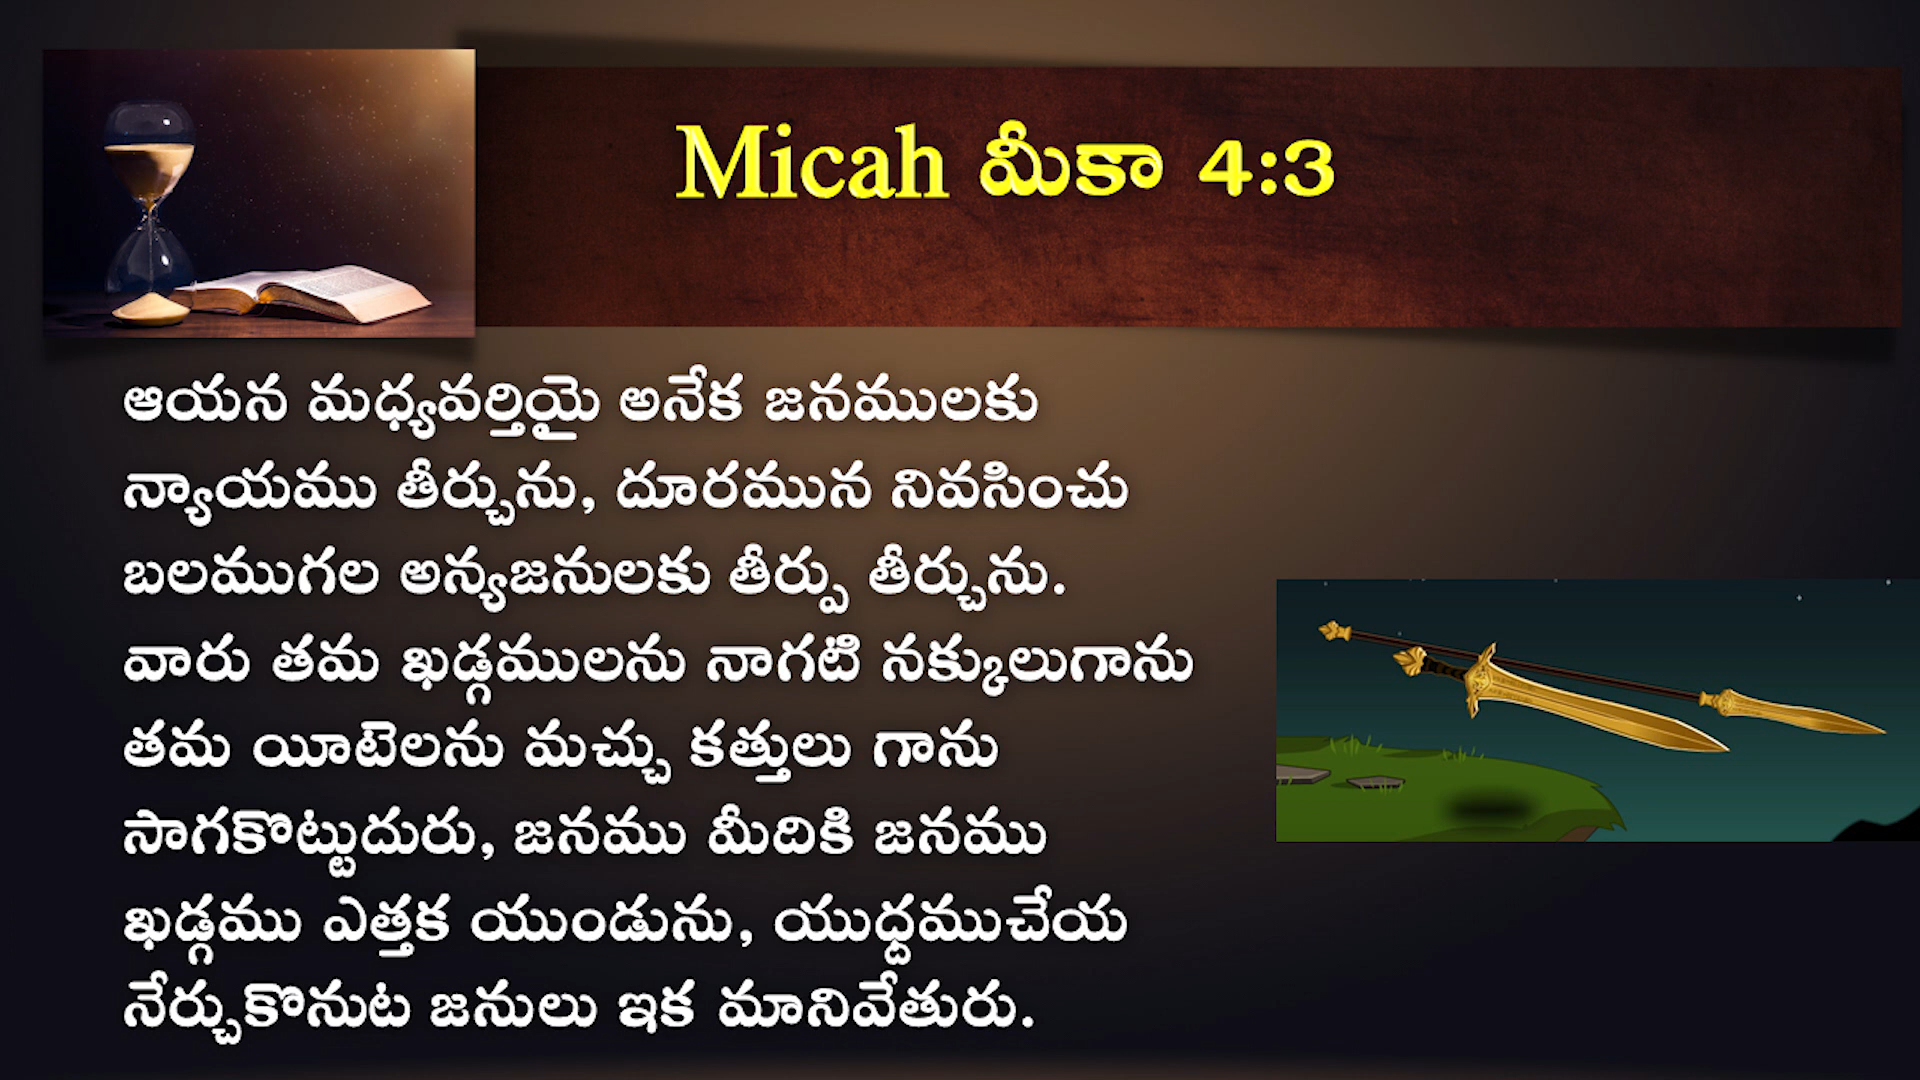 Micah మీకా 4:3
ఆయన మధ్యవర్తియై అనేక జనములకు
న్యాయము తీర్చును, దూరమున నివసించు
బలముగల అన్యజనులకు తీర్పు తీర్చును.
వారు తమ ఖడ్గములను నాగటి నక్కులుగాను
తమ యీటెలను మచ్చు కత్తులు గాను
సాగకొట్టుదురు, జనము మీదికి జనము
ఖడ్గము ఎత్తక యుండును, యుధ్దముచేయ
నేర్చుకొనుట జనులు ఇక మానివేతురు.